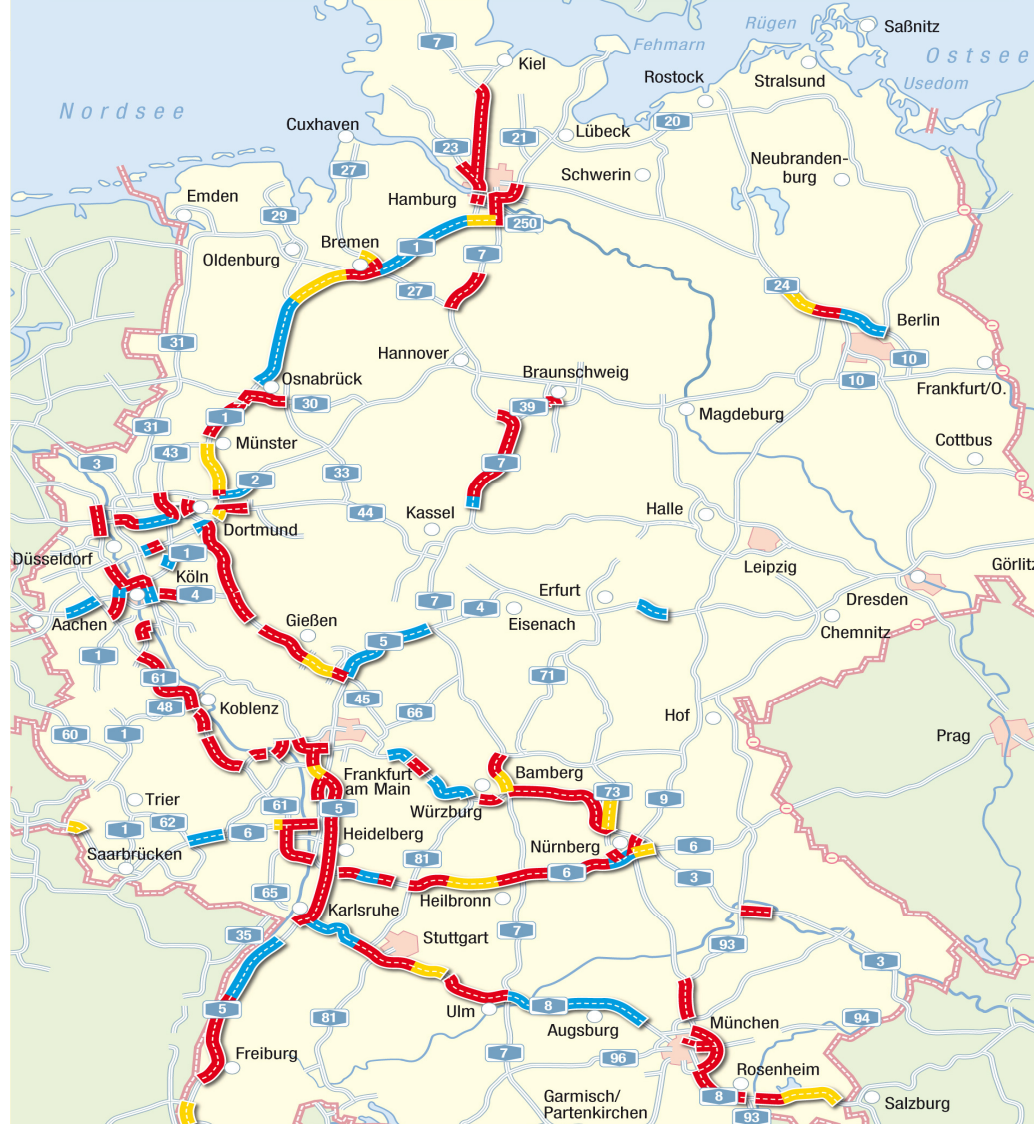 Saßnitz
Rügen
7
Fehmarn
Ostsee
Kiel
Rostock
Stralsund
Usedom
Nordsee
Cuxhaven
20
21
Lübeck
23
27
Schwerin
Neubranden-
burg
Emden
Hamburg
29
250
Bremen
1
7
Oldenburg
24
27
Berlin
31
Hannover
10
Osnabrück
Braunschweig
10
Frankfurt/O.
30
39
1
Magdeburg
31
Münster
Cottbus
43
3
7
33
2
Kassel
44
Halle
Dortmund
Düsseldorf
1
Leipzig
Görlitz
Köln
4
Erfurt
7
4
Dresden
Aachen
Gießen
Eisenach
Chemnitz
5
1
61
71
48
Koblenz
45
66
Hof
60
1
Prag
Frankfurt
am Main
Bamberg
Trier
61
5
73
9
Würzburg
1
62
6
Heidelberg
Nürnberg
6
Saarbrücken
81
6
3
65
Heilbronn
Karlsruhe
35
7
Stuttgart
93
3
5
81
Ulm
8
Augsburg
München
94
Freiburg
7
96
Rosenheim
8
Garmisch/
Partenkirchen
93
Salzburg